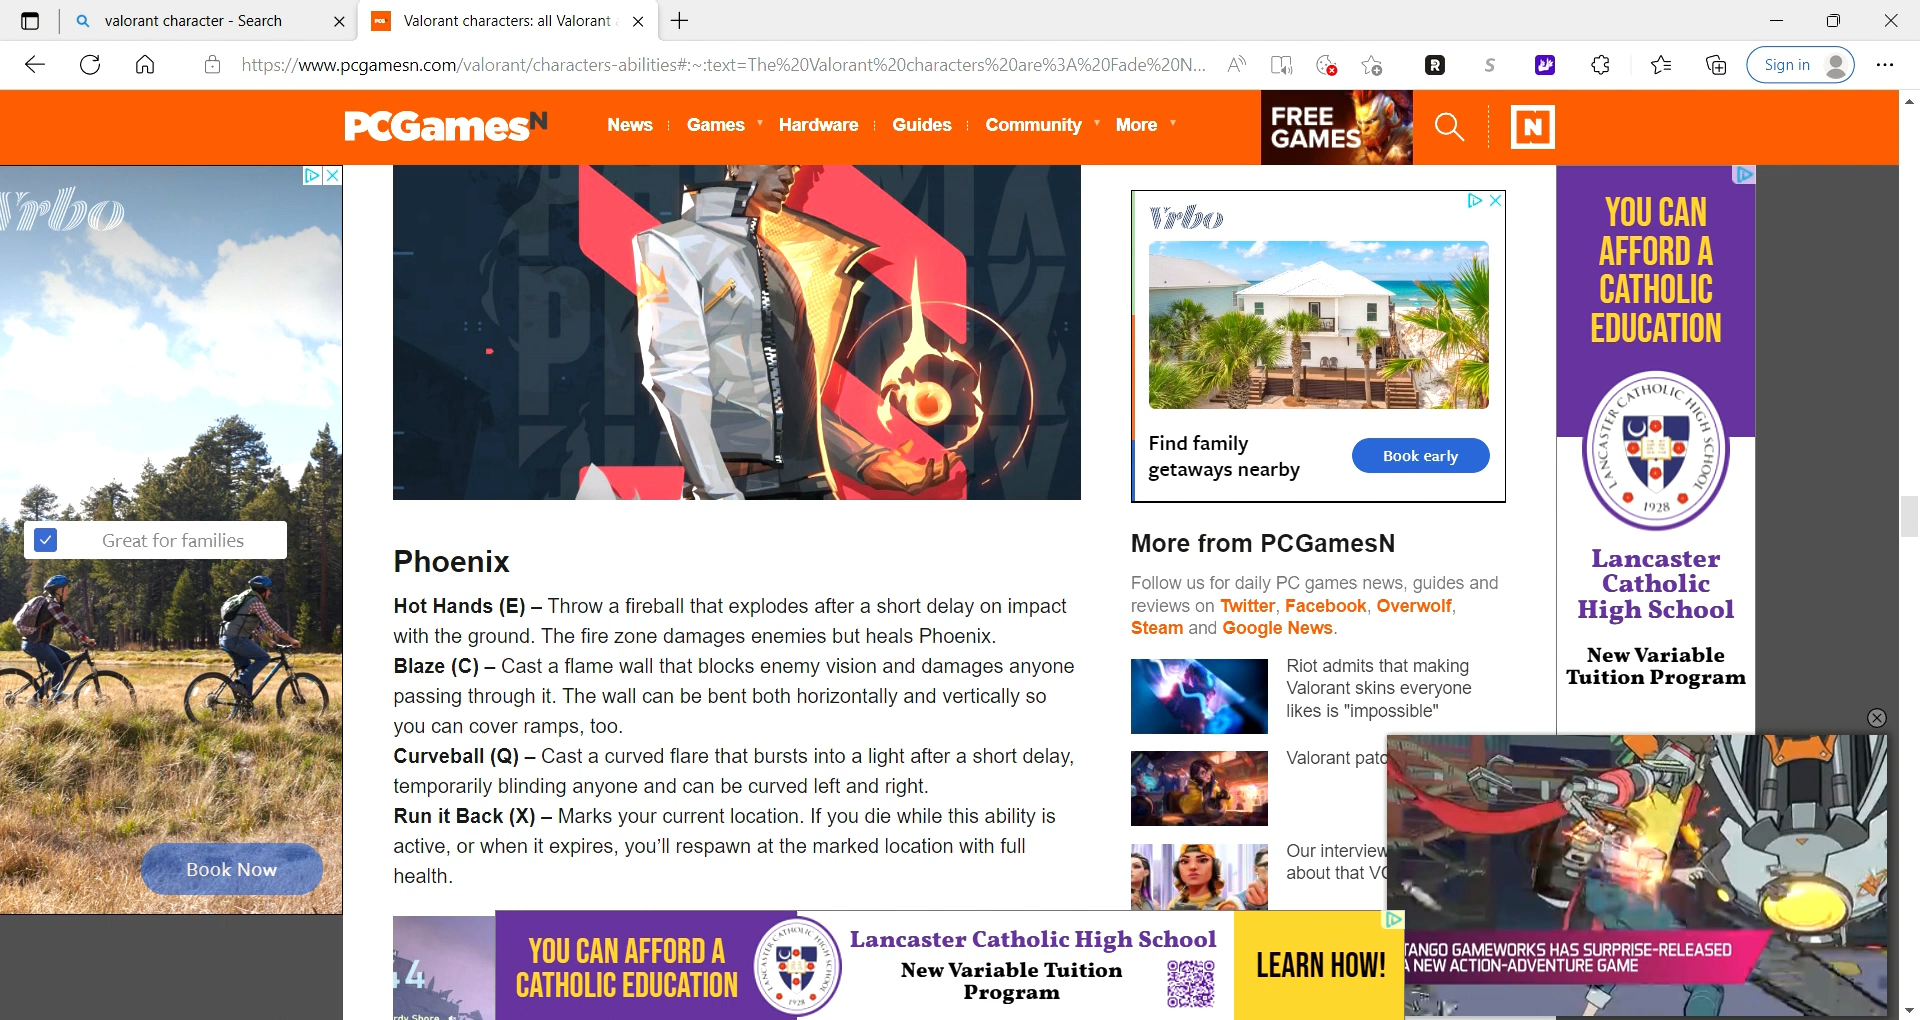 valorant character - Search
Valorant characters: all Valorant
https://www.pcgamesn.com/valorant/characters-abilities#:~:text=The%20Valorant%20characters%20are%3A%20Fade%20N...
Sign in
PCGamesN
News
Games
Hardware
Guides
Community
More
FREE
GAMES
N
Vrbo
Great for families
Book Now
Phoenix
Hot Hands (E) – Throw a fireball that explodes after a short delay on impact
with the ground. The fire zone damages enemies but heals Phoenix.
Blaze (C) – Cast a flame wall that blocks enemy vision and damages anyone
passing through it. The wall can be bent both horizontally and vertically so
you can cover ramps, too.
Curveball (Q) – Cast a curved flare that bursts into a light after a short delay,
temporarily blinding anyone and can be curved left and right.
Run it Back (X) – Marks your current location. If you die while this ability is
active, or when it expires, you’ll respawn at the marked location with full
health.
Vrbo
Find family
getaways nearby
Book early
More from PCGamesN
Follow us for daily PC games news, guides and
reviews on Twitter, Facebook, Overwolf,
Steam and Google News.
Riot admits that making
Valorant skins everyone
likes is "impossible"
Valorant patc
Our interview
about that VC
YOU CAN
AFFORD A
CATHOLIC
EDUCATION
LANCASTER CATHOLIC HIGH SCHOOL
1928
Lancaster
Catholic
High School
New Variable
Tuition Program
TANGO GAMEWORKS HAS SURPRISE-RELEASED
A NEW ACTION-ADVENTURE GAME
YOU CAN AFFORD A
CATHOLIC EDUCATION
1928
Lancaster Catholic High School
New Variable Tuition
Program
LEARN HOW!